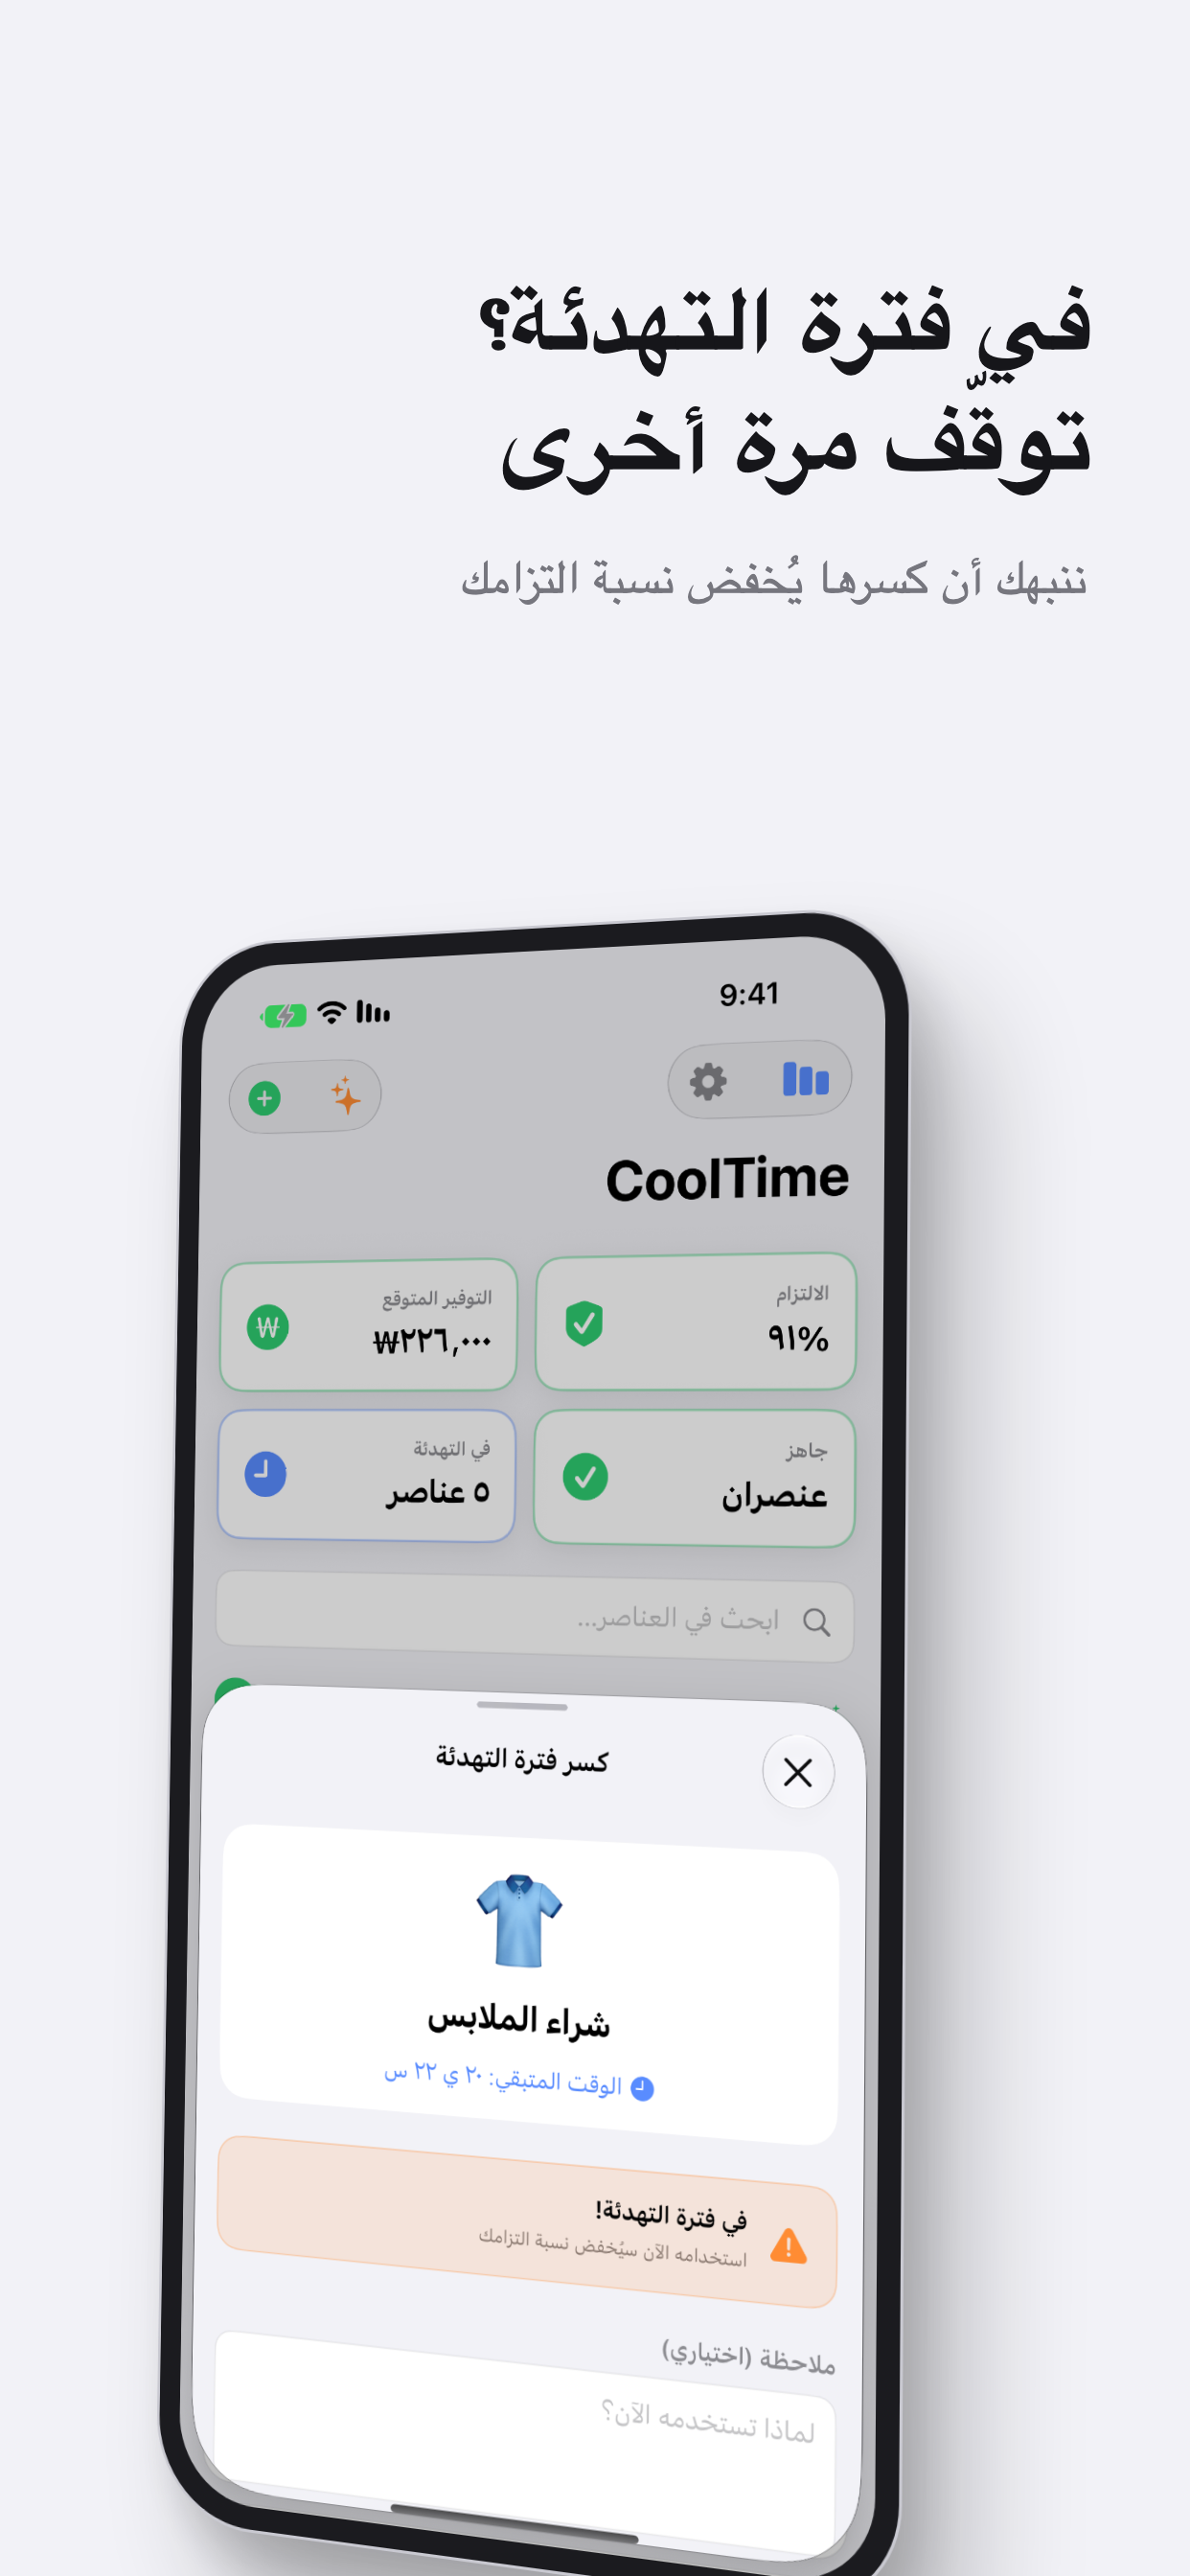 في فترة التهدئة؟
توقّف مرة أخرى
ننبهك أن كسرها يُخفض نسبة التزامك
9:41
CoolTime
الالتزام
٩١%
التوفير المتوقع
₩٢٢٦,٠٠٠
جاهز
عنصران
في التهدئة
٥ عناصر
ابحث في العناصر...
كسر فترة التهدئة
شراء الملابس
الوقت المتبقي: ٢٠ ي ٢٢ س
في فترة التهدئة!
استخدامه الآن سيُخفض نسبة التزامك
ملاحظة (اختياري)
لماذا تستخدمه الآن؟